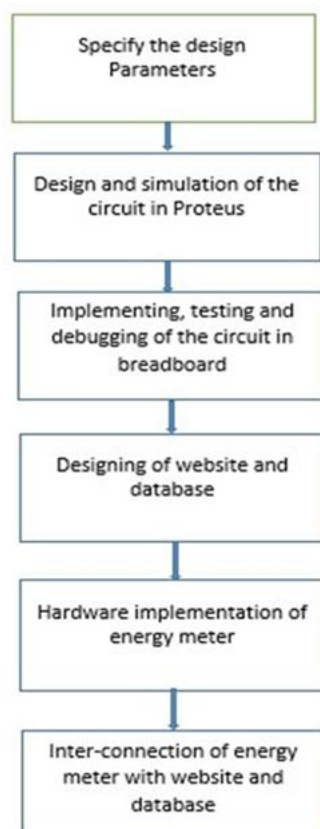 Specify the design
Parameters
Design and simulation of the
circuit in Proteus
Implementing, testing and
debugging of the circuit in
breadboard
Designing of website and
database
Hardware implementation of
energy meter
Inter-connection of energy
meter with website and
database